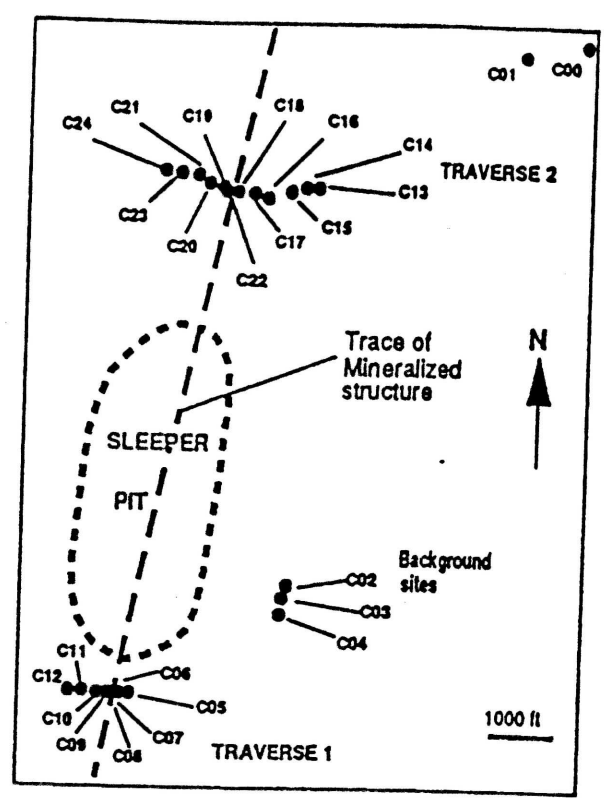 C01
C00
C19
C18
C21
C16
C24
C14
TRAVERSE 2
C13
C23
C15
C20
C17
C22
Trace of
Mineralized
structure
N
SLEEPER
PIT
Background
sites
C02
C03
C04
C11
C06
C12
C05
C10
C07
C09
C08
1000 ft
TRAVERSE 1